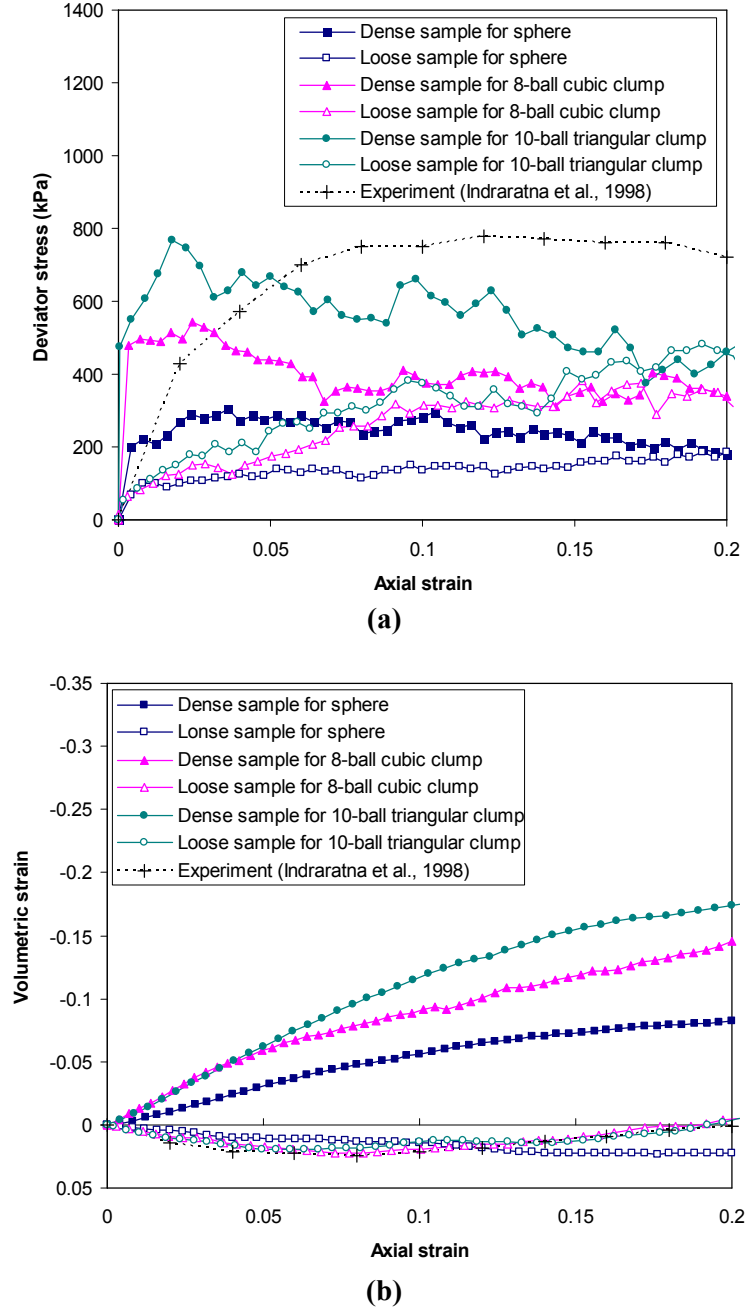 1400
1200
1000
800
600
400
200
0
Deviator stress (kPa)
Dense sample for sphere
Loose sample for sphere
Dense sample for 8-ball cubic clump
Loose sample for 8-ball cubic clump
Dense sample for 10-ball triangular clump
Loose sample for 10-ball triangular clump
Experiment (Indraratna et al., 1998)
0 0.05 0.1 0.15 0.2
Axial strain
(a)
-0.35
-0.3
-0.25
-0.2
-0.15
-0.1
-0.05
0
0.05
Volumetric strain
Dense sample for sphere
Lonse sample for sphere
Dense sample for 8-ball cubic clump
Loose sample for 8-ball cubic clump
Dense sample for 10-ball triangular clump
Loose sample for 10-ball triangular clump
Experiment (Indraratna et al., 1998)
0 0.05 0.1 0.15 0.2
Axial strain
(b)